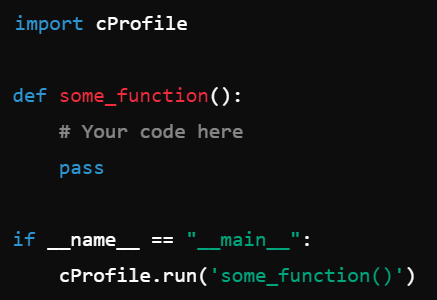 import cProfile

def some_function():
    # Your code here
    pass

if __name__ == "__main__":
    cProfile.run('some_function()')